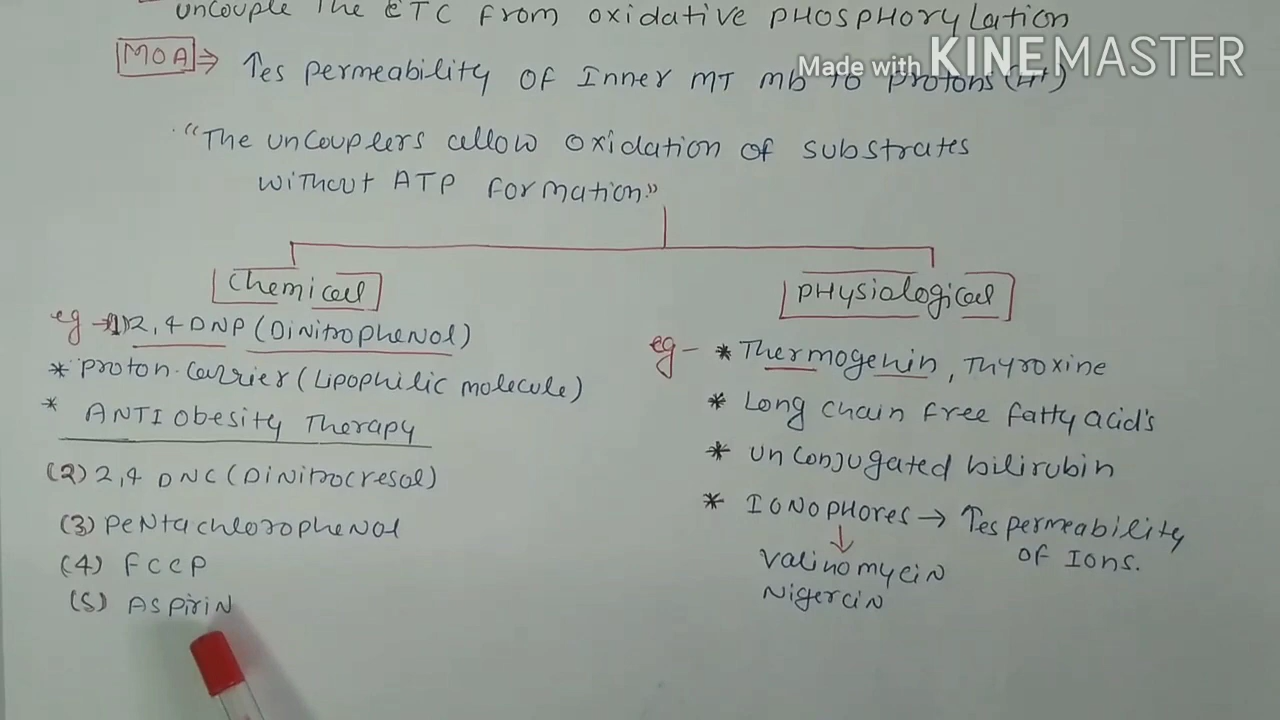 uncouple the ETC from oxidative phosphorylation
Made with KINEMASTER
MOA ⇒ ↑es permeability of Inner MT mb to protons (H+)
"The uncouplers allow oxidation of substrates
without ATP formation"
Chemical
eg → 1) 2,4 DNP (Dinitrophenol)
* proton carrier (Lipophilic molecule)
* ANTIObesity Therapy
(2) 2,4 DNC (Dinitrocresol)
(3) Pentachlorophenol
(4) FCCP
(5) Aspirin
PHysiological
eg - * Thermogenin, Thyroxine
* Long chain free fatty acid's
* unconjugated bilirubin
* IONOPHORES → ↑es permeability
of Ions.
↓
Valinomycin
Nigercin